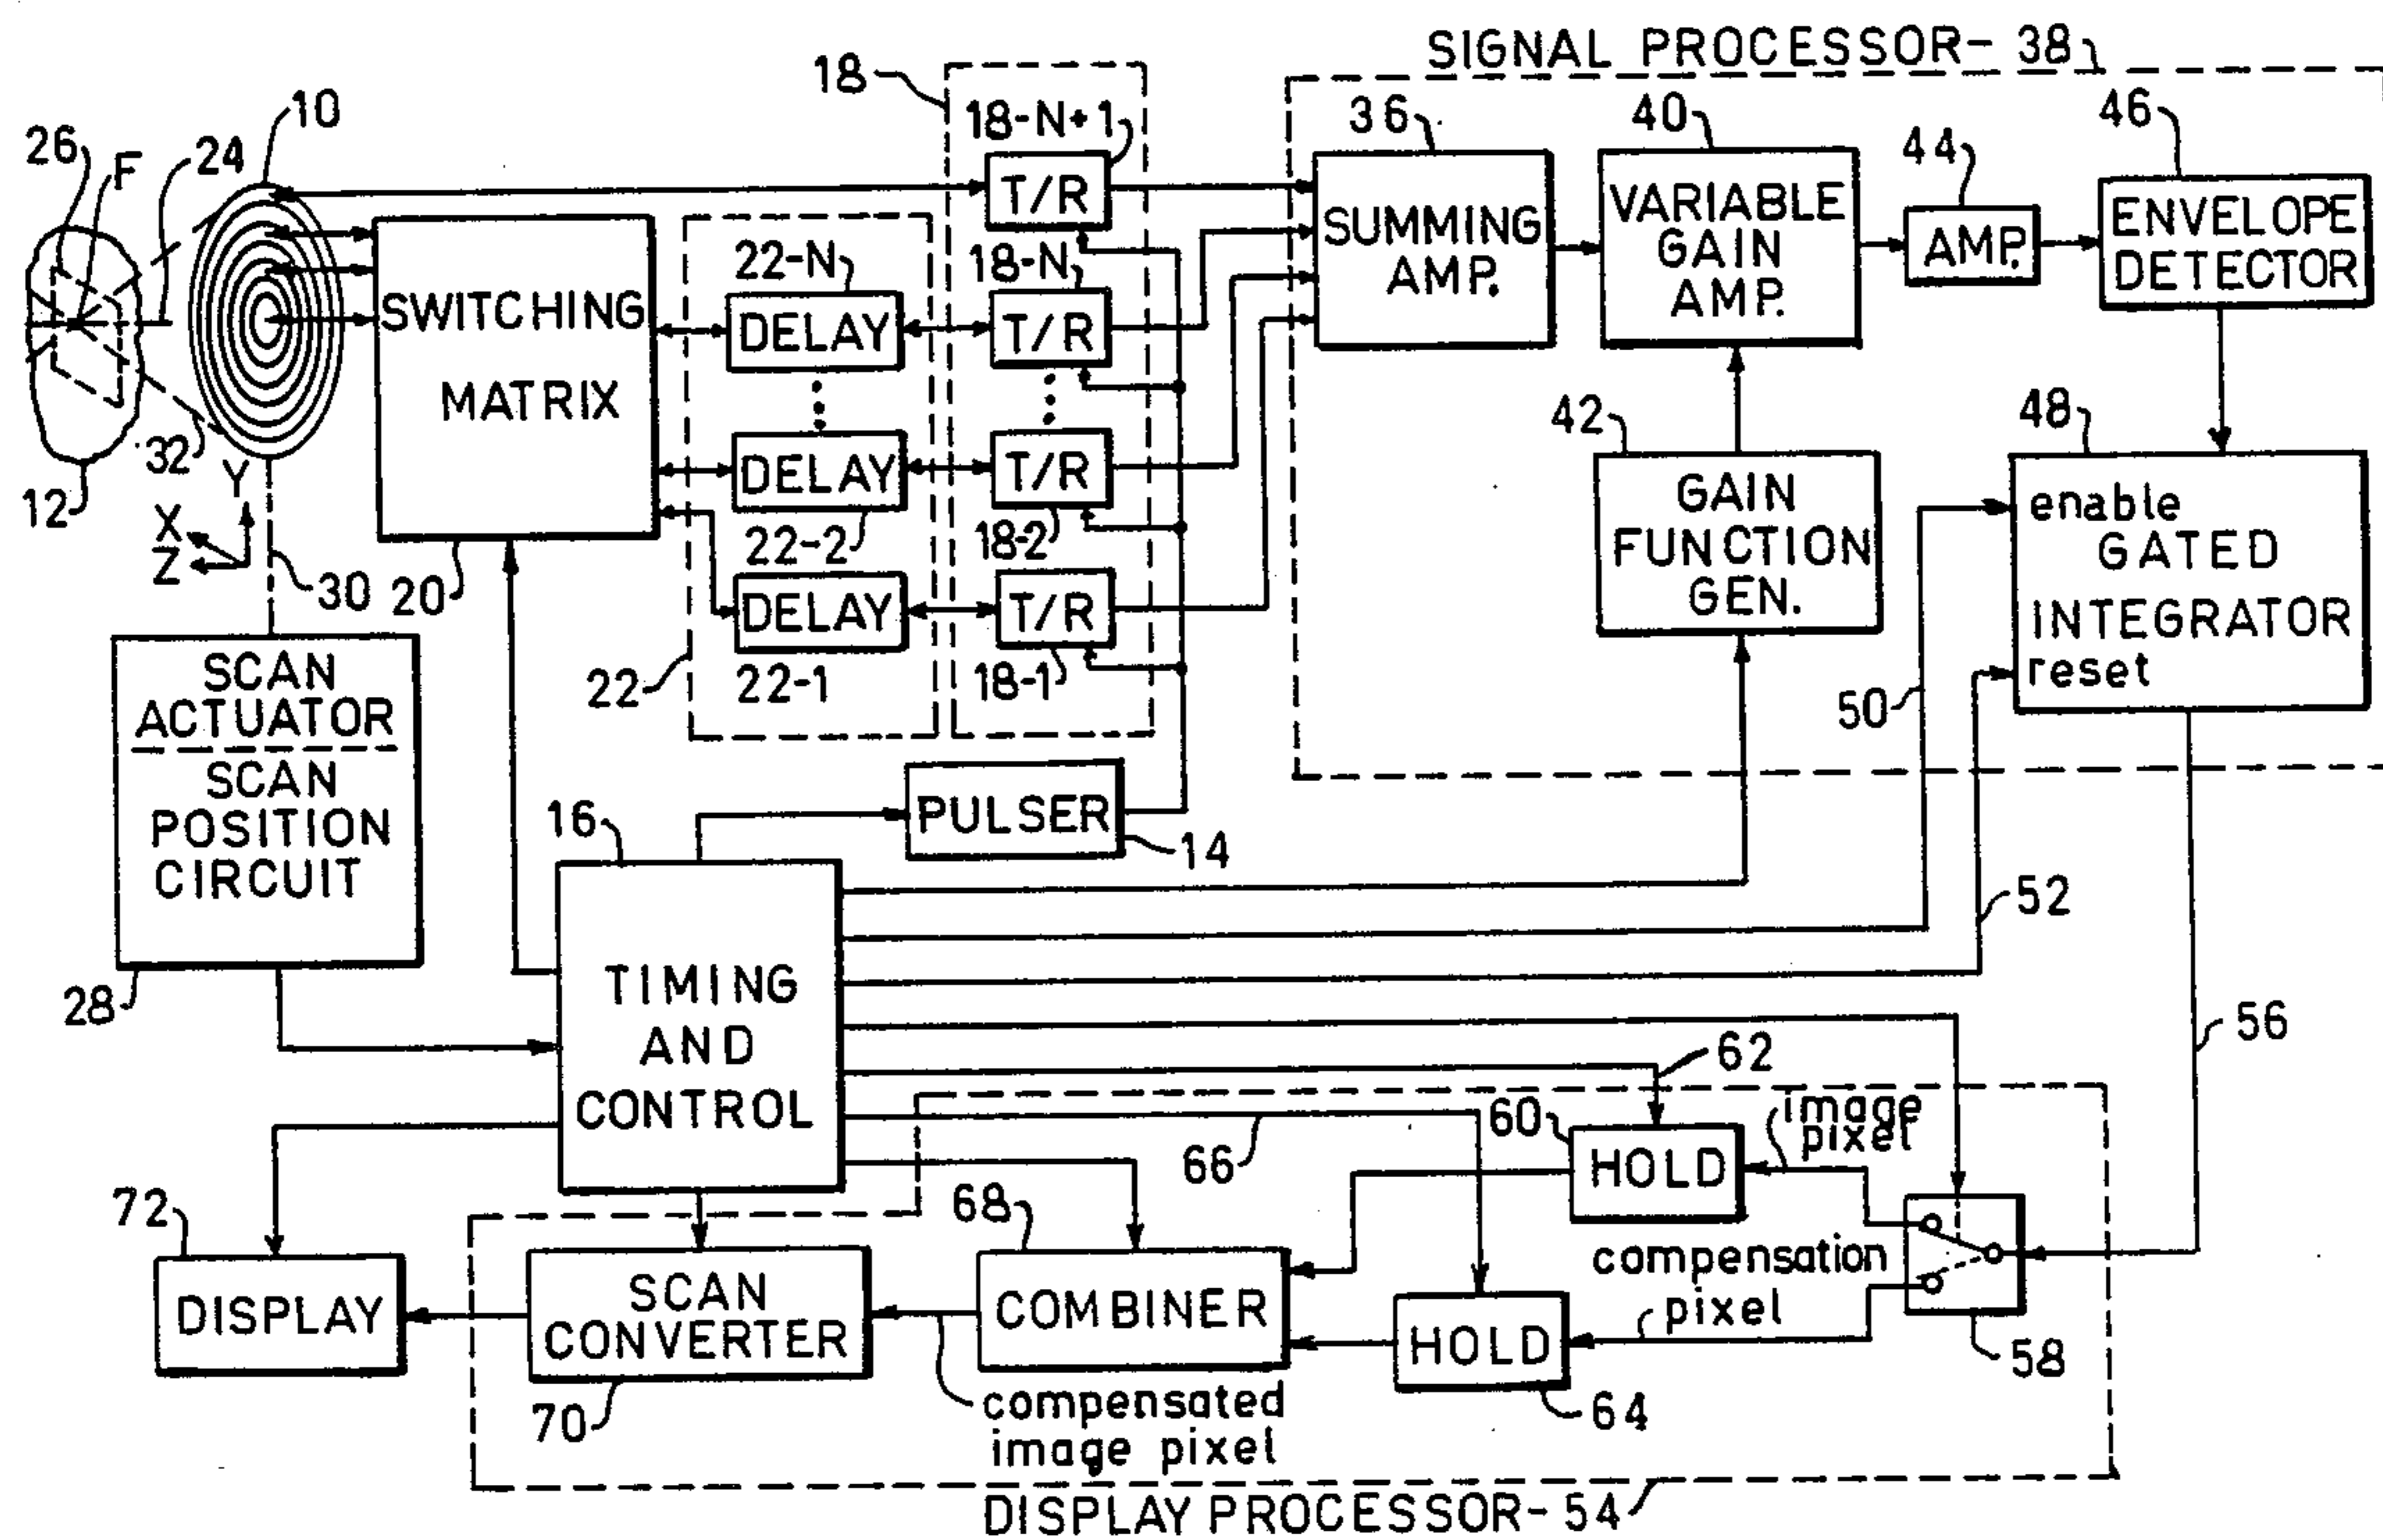 SIGNAL PROCESSOR- 38
18
10
18-N+1
36
40
46
26
F
24
44
T/R
SUMMING
AMP.
VARIABLE
GAIN
AMP.
AMP.
ENVELOPE
DETECTOR
SWITCHING
MATRIX
22-N
DELAY
18-N
T/R
32
12
Y
X
Z
30
20
DELAY
22-2
T/R
18-2
DELAY
22-1
22
T/R
18-1
42
GAIN
FUNCTION
GEN.
48
enable
GATED
INTEGRATOR
reset
50
SCAN
ACTUATOR
SCAN
POSITION
CIRCUIT
28
16
PULSER
14
52
TIMING
AND
CONTROL
56
62
60
HOLD
image
pixel
66
72
DISPLAY
68
SCAN
CONVERTER
70
COMBINER
compensated
image pixel
HOLD
64
compensation
pixel
58
DISPLAY PROCESSOR- 54